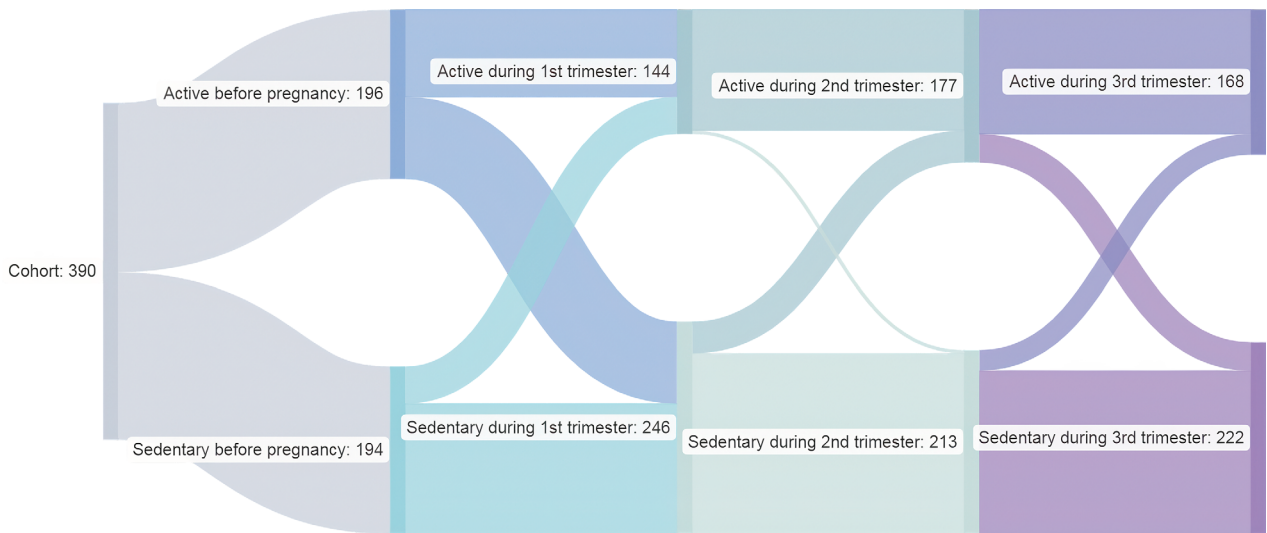 Active during 1st trimester: 144
Active during 3rd trimester: 168
Active during 2nd trimester: 177
Active before pregnancy: 196
Cohort: 390
Sedentary during 1st trimester: 246
Sedentary during 3rd trimester: 222
Sedentary during 2nd trimester: 213
Sedentary before pregnancy: 194